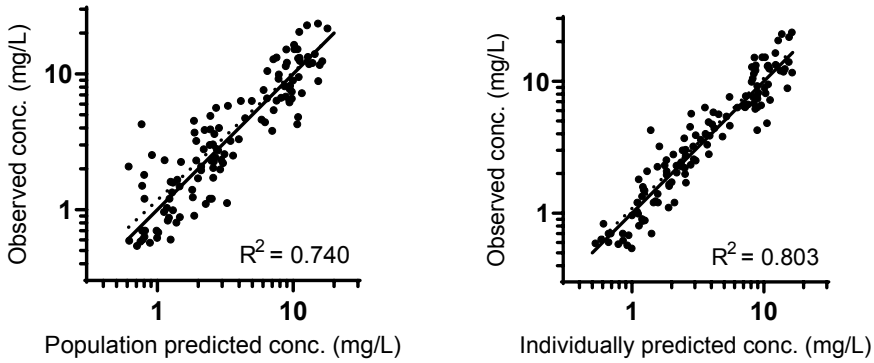 Observed conc. (mg/L)
10
1
R² = 0.740
1
10
Population predicted conc. (mg/L)
Observed conc. (mg/L)
10
1
R² = 0.803
1
10
Individually predicted conc. (mg/L)